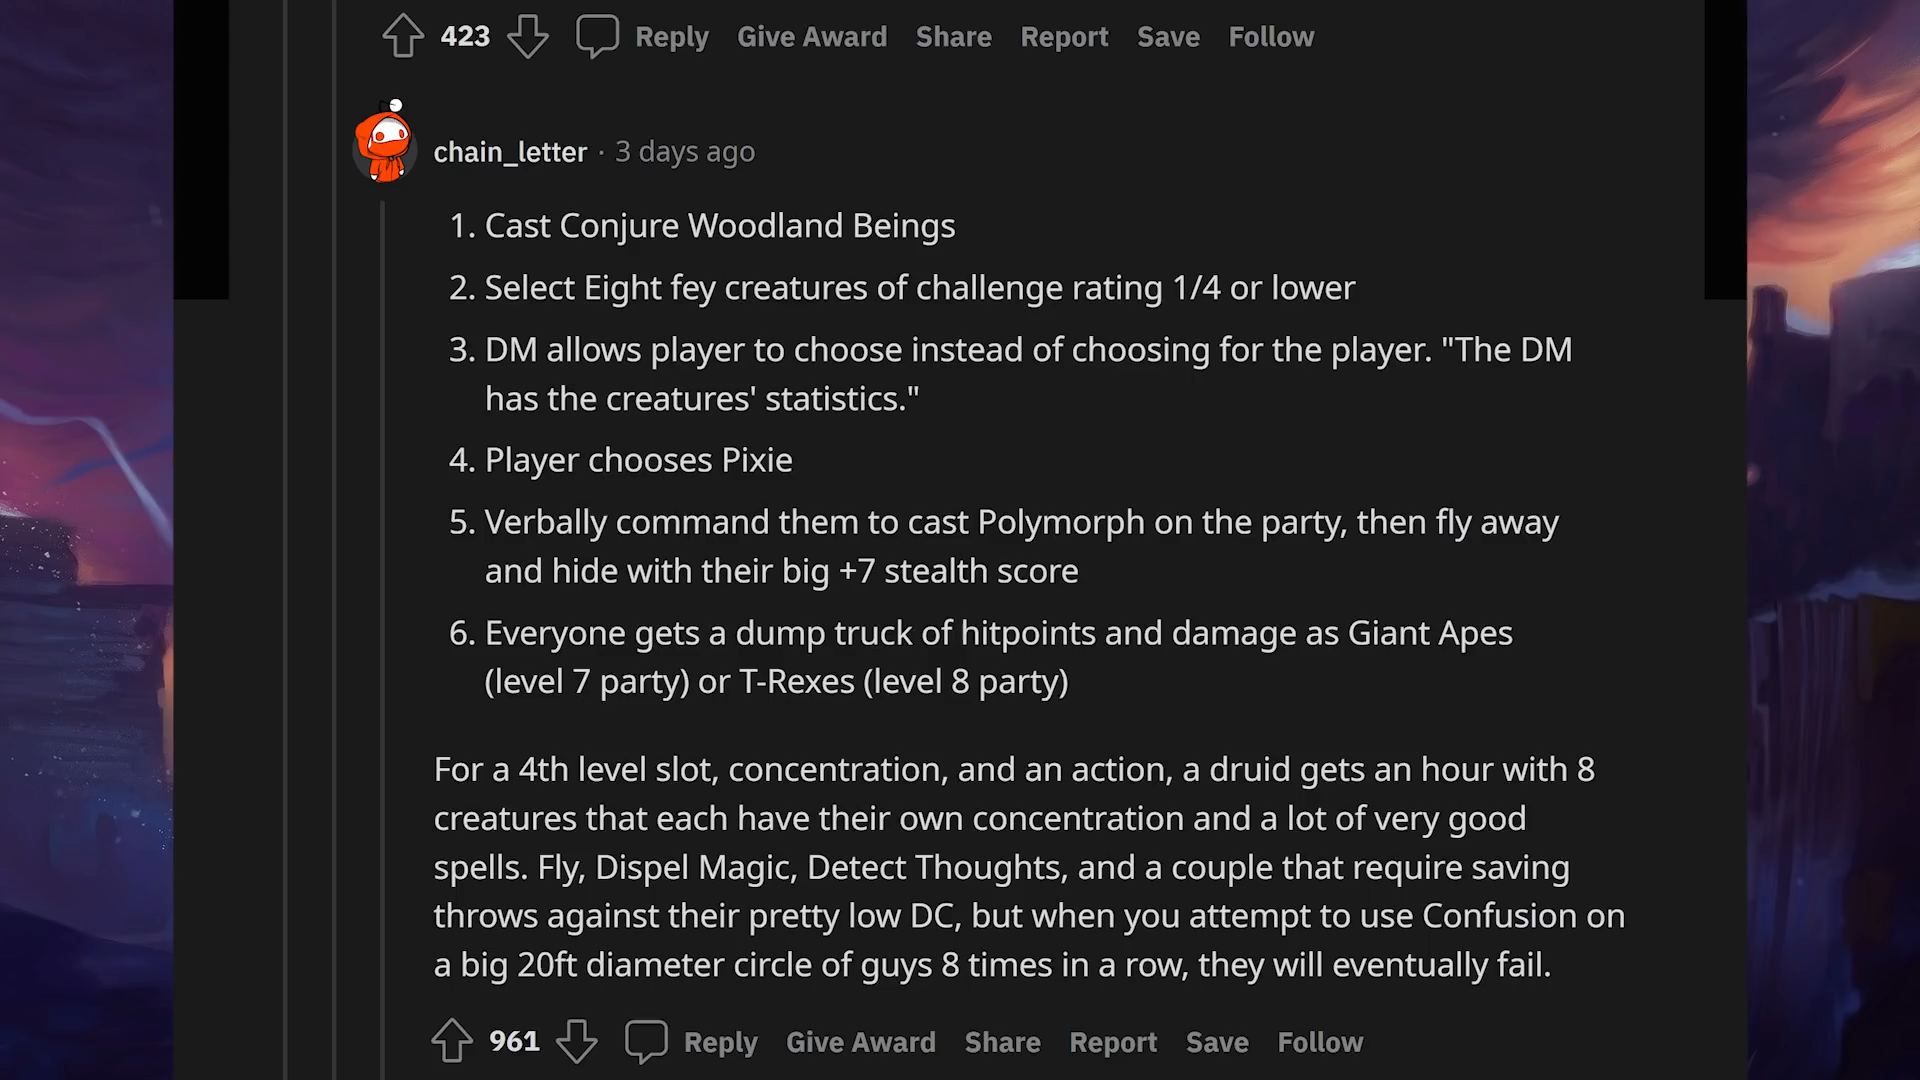 423 Reply Give Award Share Report Save Follow
chain_letter · 3 days ago
1. Cast Conjure Woodland Beings
2. Select Eight fey creatures of challenge rating 1/4 or lower
3. DM allows player to choose instead of choosing for the player. "The DM
has the creatures' statistics."
4. Player chooses Pixie
5. Verbally command them to cast Polymorph on the party, then fly away
and hide with their big +7 stealth score
6. Everyone gets a dump truck of hitpoints and damage as Giant Apes
(level 7 party) or T-Rexes (level 8 party)
For a 4th level slot, concentration, and an action, a druid gets an hour with 8
creatures that each have their own concentration and a lot of very good
spells. Fly, Dispel Magic, Detect Thoughts, and a couple that require saving
throws against their pretty low DC, but when you attempt to use Confusion on
a big 20ft diameter circle of guys 8 times in a row, they will eventually fail.
961 Reply Give Award Share Report Save Follow